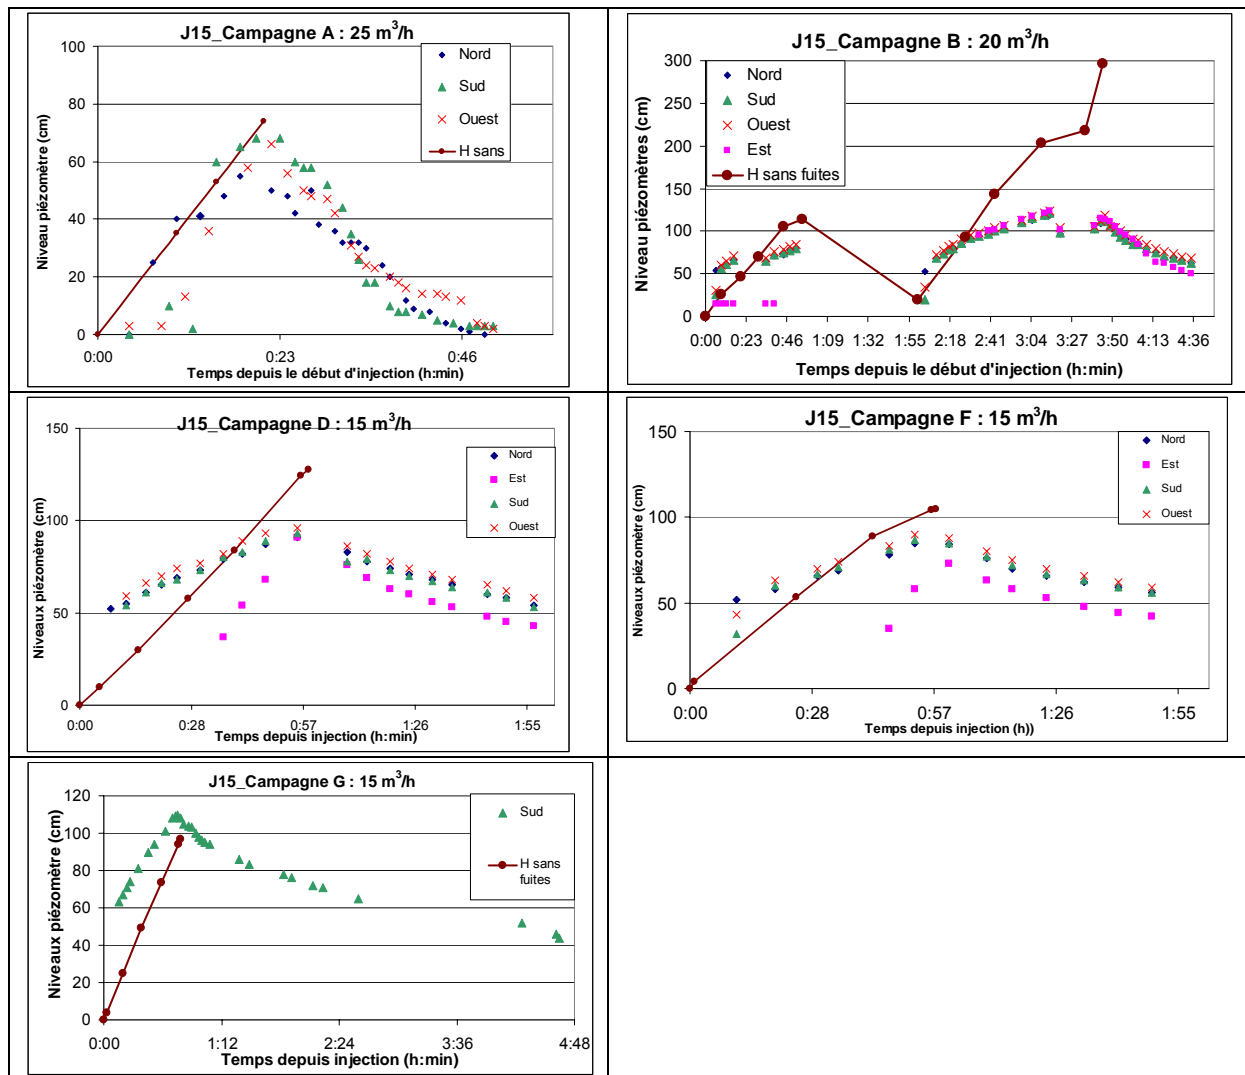 J15_Campagne A : 25 m³/h
Niveau piézomètre (cm)
100
80
60
40
20
0
0:00 0:23 0:46
Temps depuis le début d'injection (h:min)
Nord
Sud
Ouest
H sans
J15_Campagne B : 20 m³/h
Niveau piézomètres (cm)
300
250
200
150
100
50
0
0:00 0:23 0:46 1:09 1:32 1:55 2:18 2:41 3:04 3:27 3:50 4:13 4:36
Temps depuis le début d'injection (h:min)
Nord
Sud
Ouest
Est
H sans fuites
J15_Campagne D : 15 m³/h
Niveaux piézomètre (cm)
150
100
50
0
0:00 0:28 0:57 1:26 1:55
Temps depuis injection (h:min)
Nord
Est
Sud
Ouest
J15_Campagne F : 15 m³/h
Niveaux piézomètre (cm)
150
100
50
0
0:00 0:28 0:57 1:26 1:55
Temps depuis injection (h))
Nord
Est
Sud
Ouest
J15_Campagne G : 15 m³/h
Niveaux piézomètre (cm)
120
100
80
60
40
20
0
0:00 1:12 2:24 3:36 4:48
Temps depuis injection (h:min)
Sud
H sans
fuites